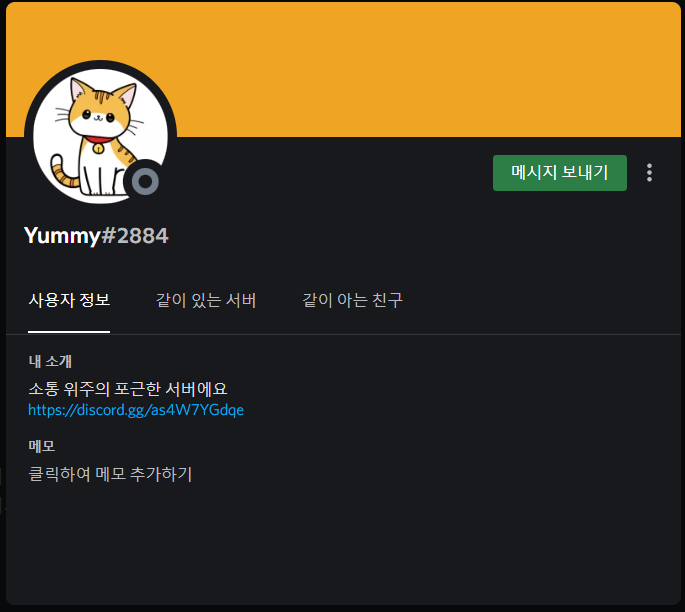 메시지 보내기
Yummy#2884
사용자 정보 같이 있는 서버 같이 아는 친구
내 소개
소통 위주의 포근한 서버에요
https://discord.gg/as4W7YGdqe
메모
클릭하여 메모 추가하기